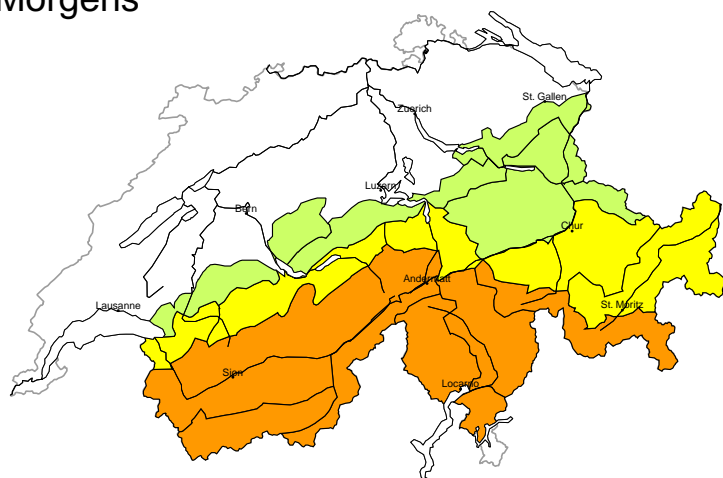 Morgens
St. Gallen
Zuerich
Luzern
Bern
Chur
Andermatt
Lausanne
St. Moritz
Sion
Locarno